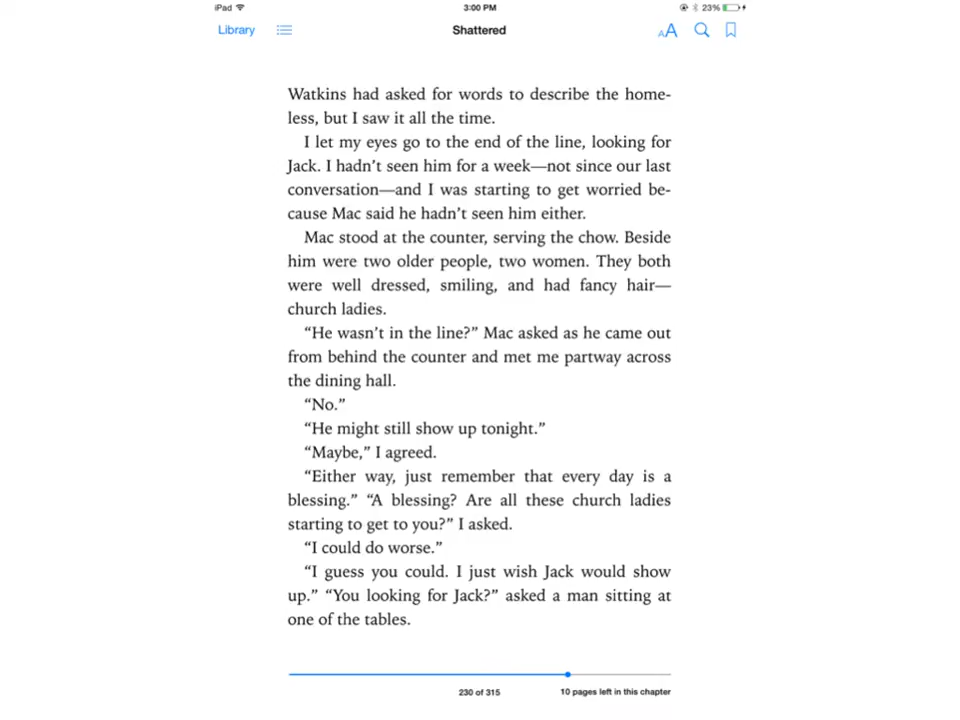 iPad 3:00 PM 23%
Library Shattered AA
Watkins had asked for words to describe the home-
less, but I saw it all the time.
I let my eyes go to the end of the line, looking for
Jack. I hadn’t seen him for a week—not since our last
conversation—and I was starting to get worried be-
cause Mac said he hadn’t seen him either.
Mac stood at the counter, serving the chow. Beside
him were two older people, two women. They both
were well dressed, smiling, and had fancy hair—
church ladies.
“He wasn’t in the line?” Mac asked as he came out
from behind the counter and met me partway across
the dining hall.
“No.”
“He might still show up tonight.”
“Maybe,” I agreed.
“Either way, just remember that every day is a
blessing.” “A blessing? Are all these church ladies
starting to get to you?” I asked.
“I could do worse.”
“I guess you could. I just wish Jack would show
up.” “You looking for Jack?” asked a man sitting at
one of the tables.
230 of 315 10 pages left in this chapter